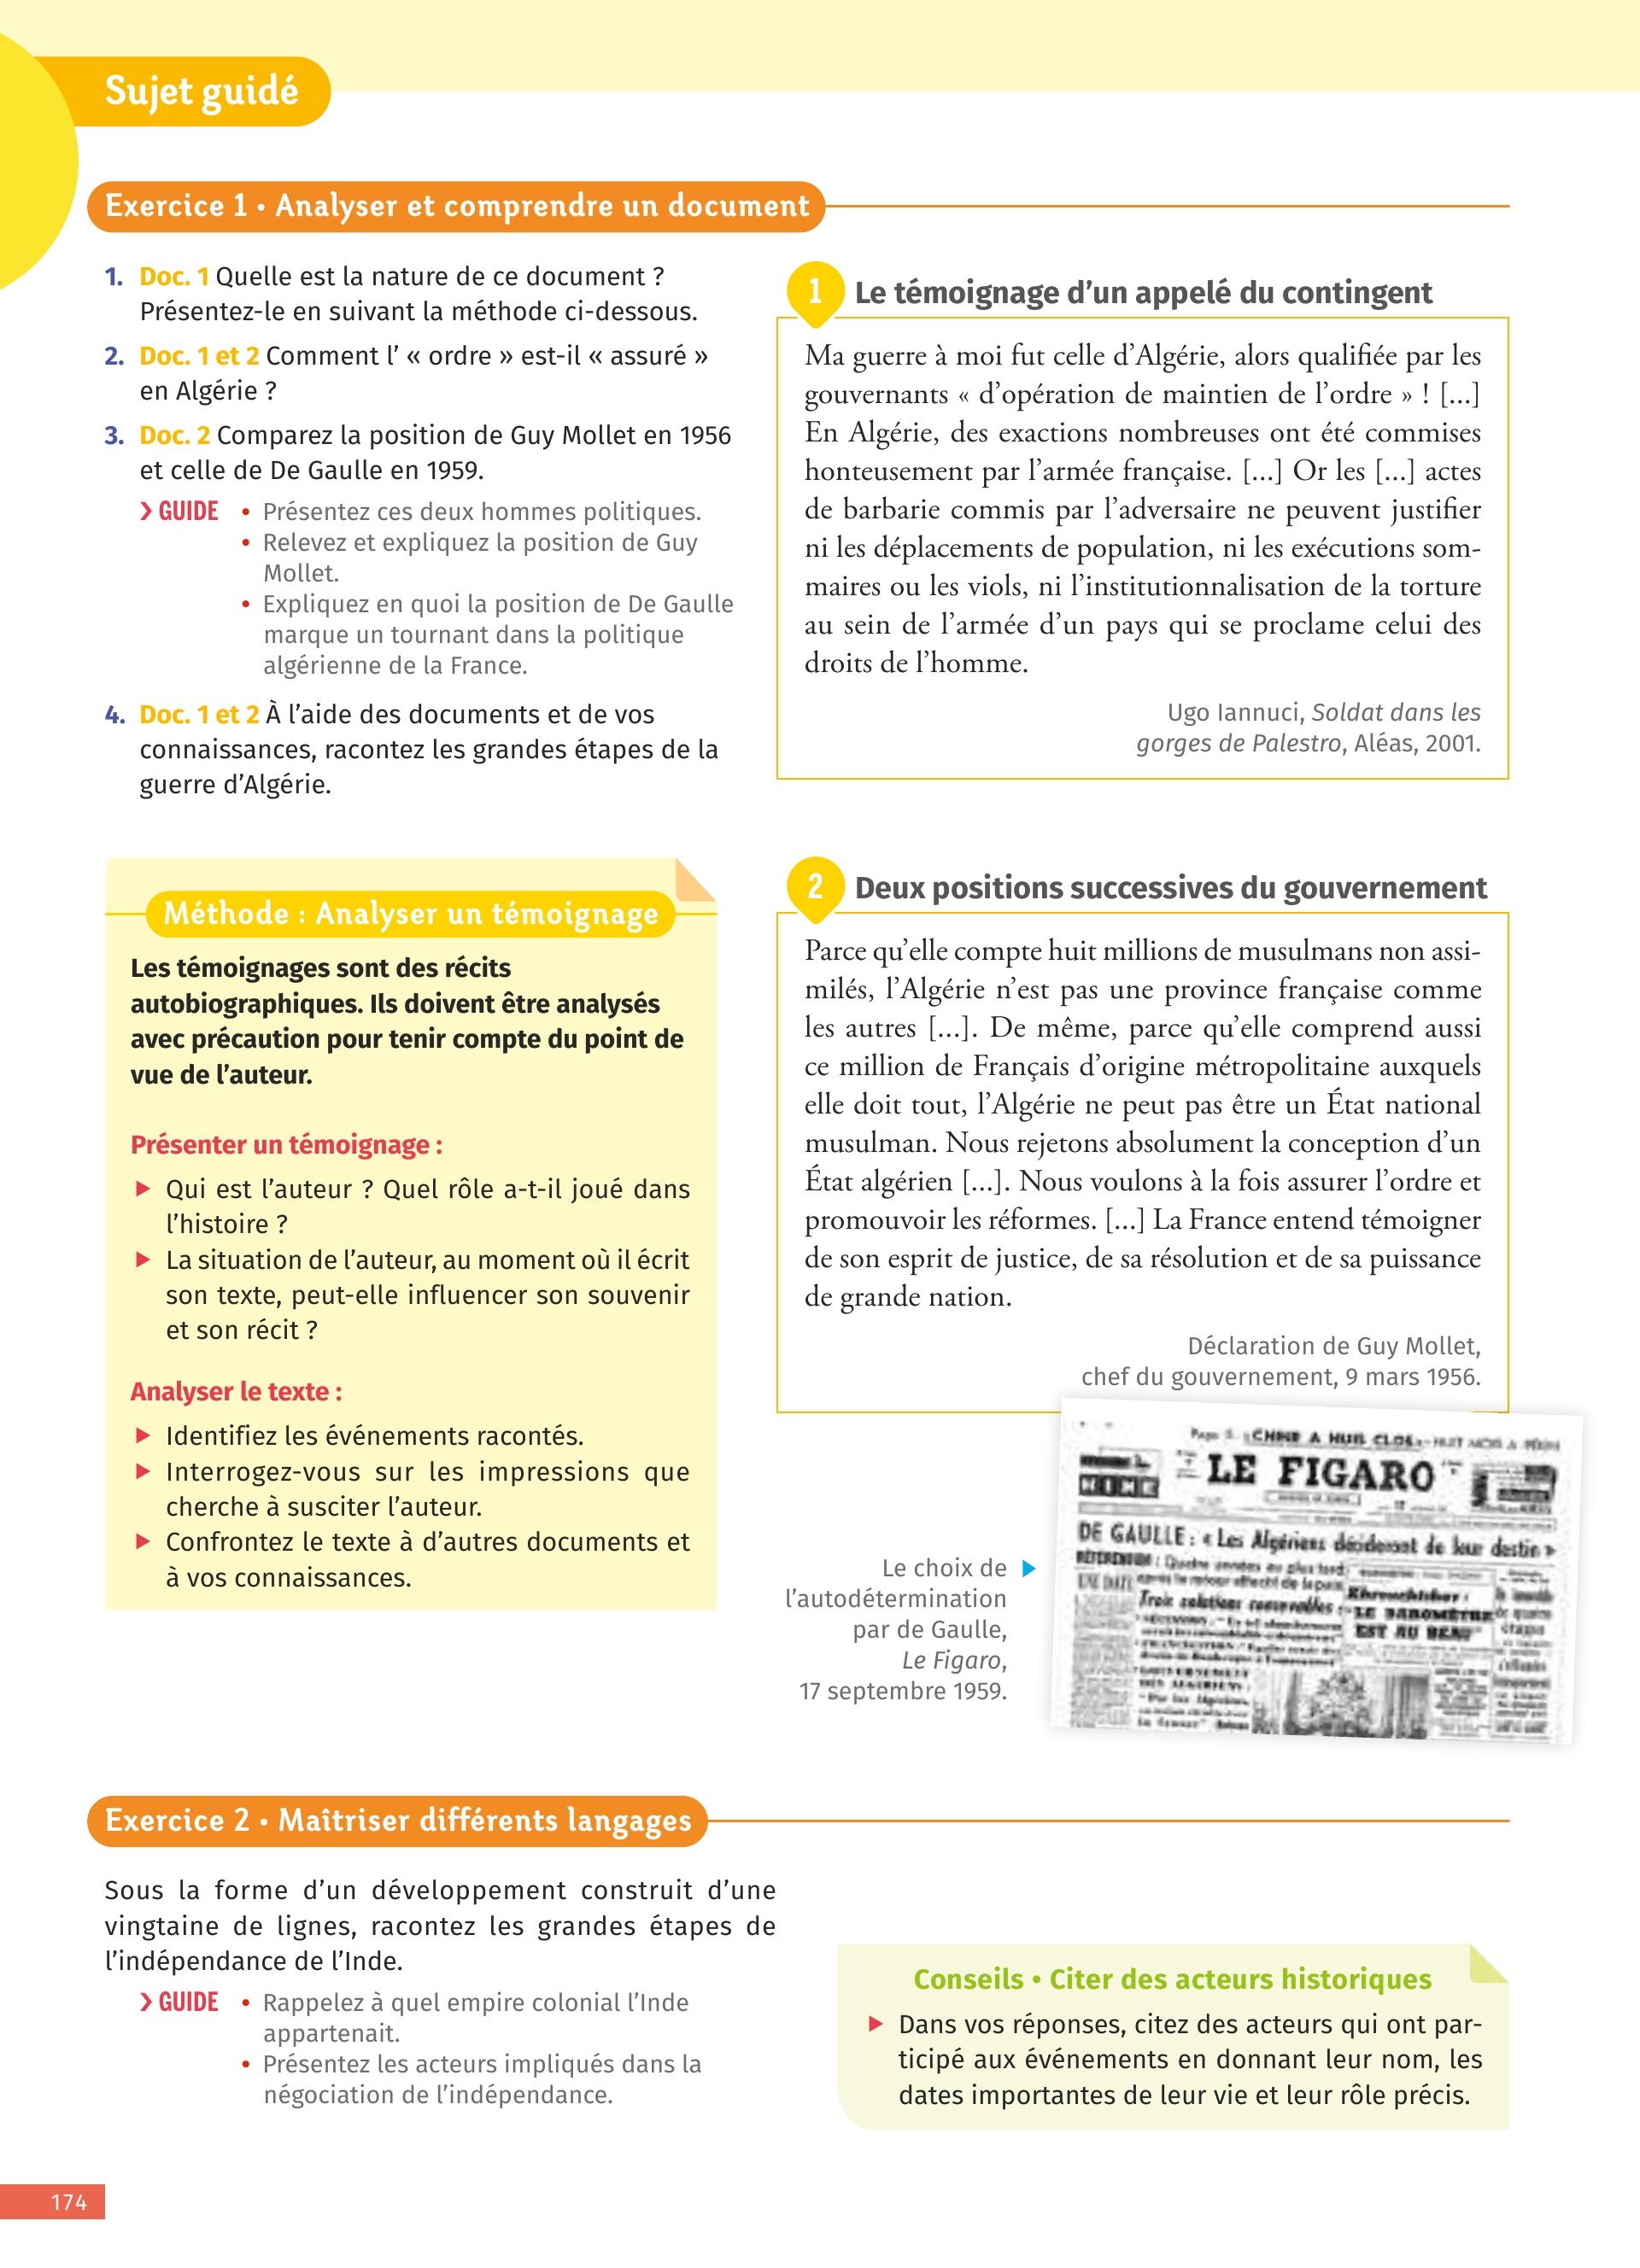 Sujet guidé
Exercice 1 • Analyser et comprendre un document
1. Doc. 1 Quelle est la nature de ce document ?
Présentez-le en suivant la méthode ci-dessous.
2. Doc. 1 et 2 Comment l’ « ordre » est-il « assuré »
en Algérie ?
3. Doc. 2 Comparez la position de Guy Mollet en 1956
et celle de De Gaulle en 1959.
❯ GUIDE • Présentez ces deux hommes politiques.
• Relevez et expliquez la position de Guy
Mollet.
• Expliquez en quoi la position de De Gaulle
marque un tournant dans la politique
algérienne de la France.
4. Doc. 1 et 2 À l’aide des documents et de vos
connaissances, racontez les grandes étapes de la
guerre d’Algérie.
1 Le témoignage d’un appelé du contingent
Ma guerre à moi fut celle d’Algérie, alors qualifiée par les
gouvernants « d’opération de maintien de l’ordre » ! [...]
En Algérie, des exactions nombreuses ont été commises
honteusement par l’armée française. [...] Or les [...] actes
de barbarie commis par l’adversaire ne peuvent justifier
ni les déplacements de population, ni les exécutions som-
maires ou les viols, ni l’institutionnalisation de la torture
au sein de l’armée d’un pays qui se proclame celui des
droits de l’homme.
Ugo Iannuci, Soldat dans les
gorges de Palestro, Aléas, 2001.
Méthode : Analyser un témoignage
Les témoignages sont des récits
autobiographiques. Ils doivent être analysés
avec précaution pour tenir compte du point de
vue de l’auteur.
Présenter un témoignage :
▶ Qui est l’auteur ? Quel rôle a-t-il joué dans
l’histoire ?
▶ La situation de l’auteur, au moment où il écrit
son texte, peut-elle influencer son souvenir
et son récit ?
Analyser le texte :
▶ Identifiez les événements racontés.
▶ Interrogez-vous sur les impressions que
cherche à susciter l’auteur.
▶ Confrontez le texte à d’autres documents et
à vos connaissances.
2 Deux positions successives du gouvernement
Parce qu’elle compte huit millions de musulmans non assi-
milés, l’Algérie n’est pas une province française comme
les autres [...]. De même, parce qu’elle comprend aussi
ce million de Français d’origine métropolitaine auxquels
elle doit tout, l’Algérie ne peut pas être un État national
musulman. Nous rejetons absolument la conception d’un
État algérien [...]. Nous voulons à la fois assurer l’ordre et
promouvoir les réformes. [...] La France entend témoigner
de son esprit de justice, de sa résolution et de sa puissance
de grande nation.
Déclaration de Guy Mollet,
chef du gouvernement, 9 mars 1956.
LE FIGARO
DE GAULLE : « Les Algériens décideront de leur destin »
Trois solutions concevables :
LE BAROMÈTRE
EST AU BEAU
Le choix de ▶
l’autodétermination
par de Gaulle,
Le Figaro,
17 septembre 1959.
Exercice 2 • Maîtriser différents langages
Sous la forme d’un développement construit d’une
vingtaine de lignes, racontez les grandes étapes de
l’indépendance de l’Inde.
❯ GUIDE • Rappelez à quel empire colonial l’Inde
appartenait.
• Présentez les acteurs impliqués dans la
négociation de l’indépendance.
Conseils • Citer des acteurs historiques
▶ Dans vos réponses, citez des acteurs qui ont par-
ticipé aux événements en donnant leur nom, les
dates importantes de leur vie et leur rôle précis.
174